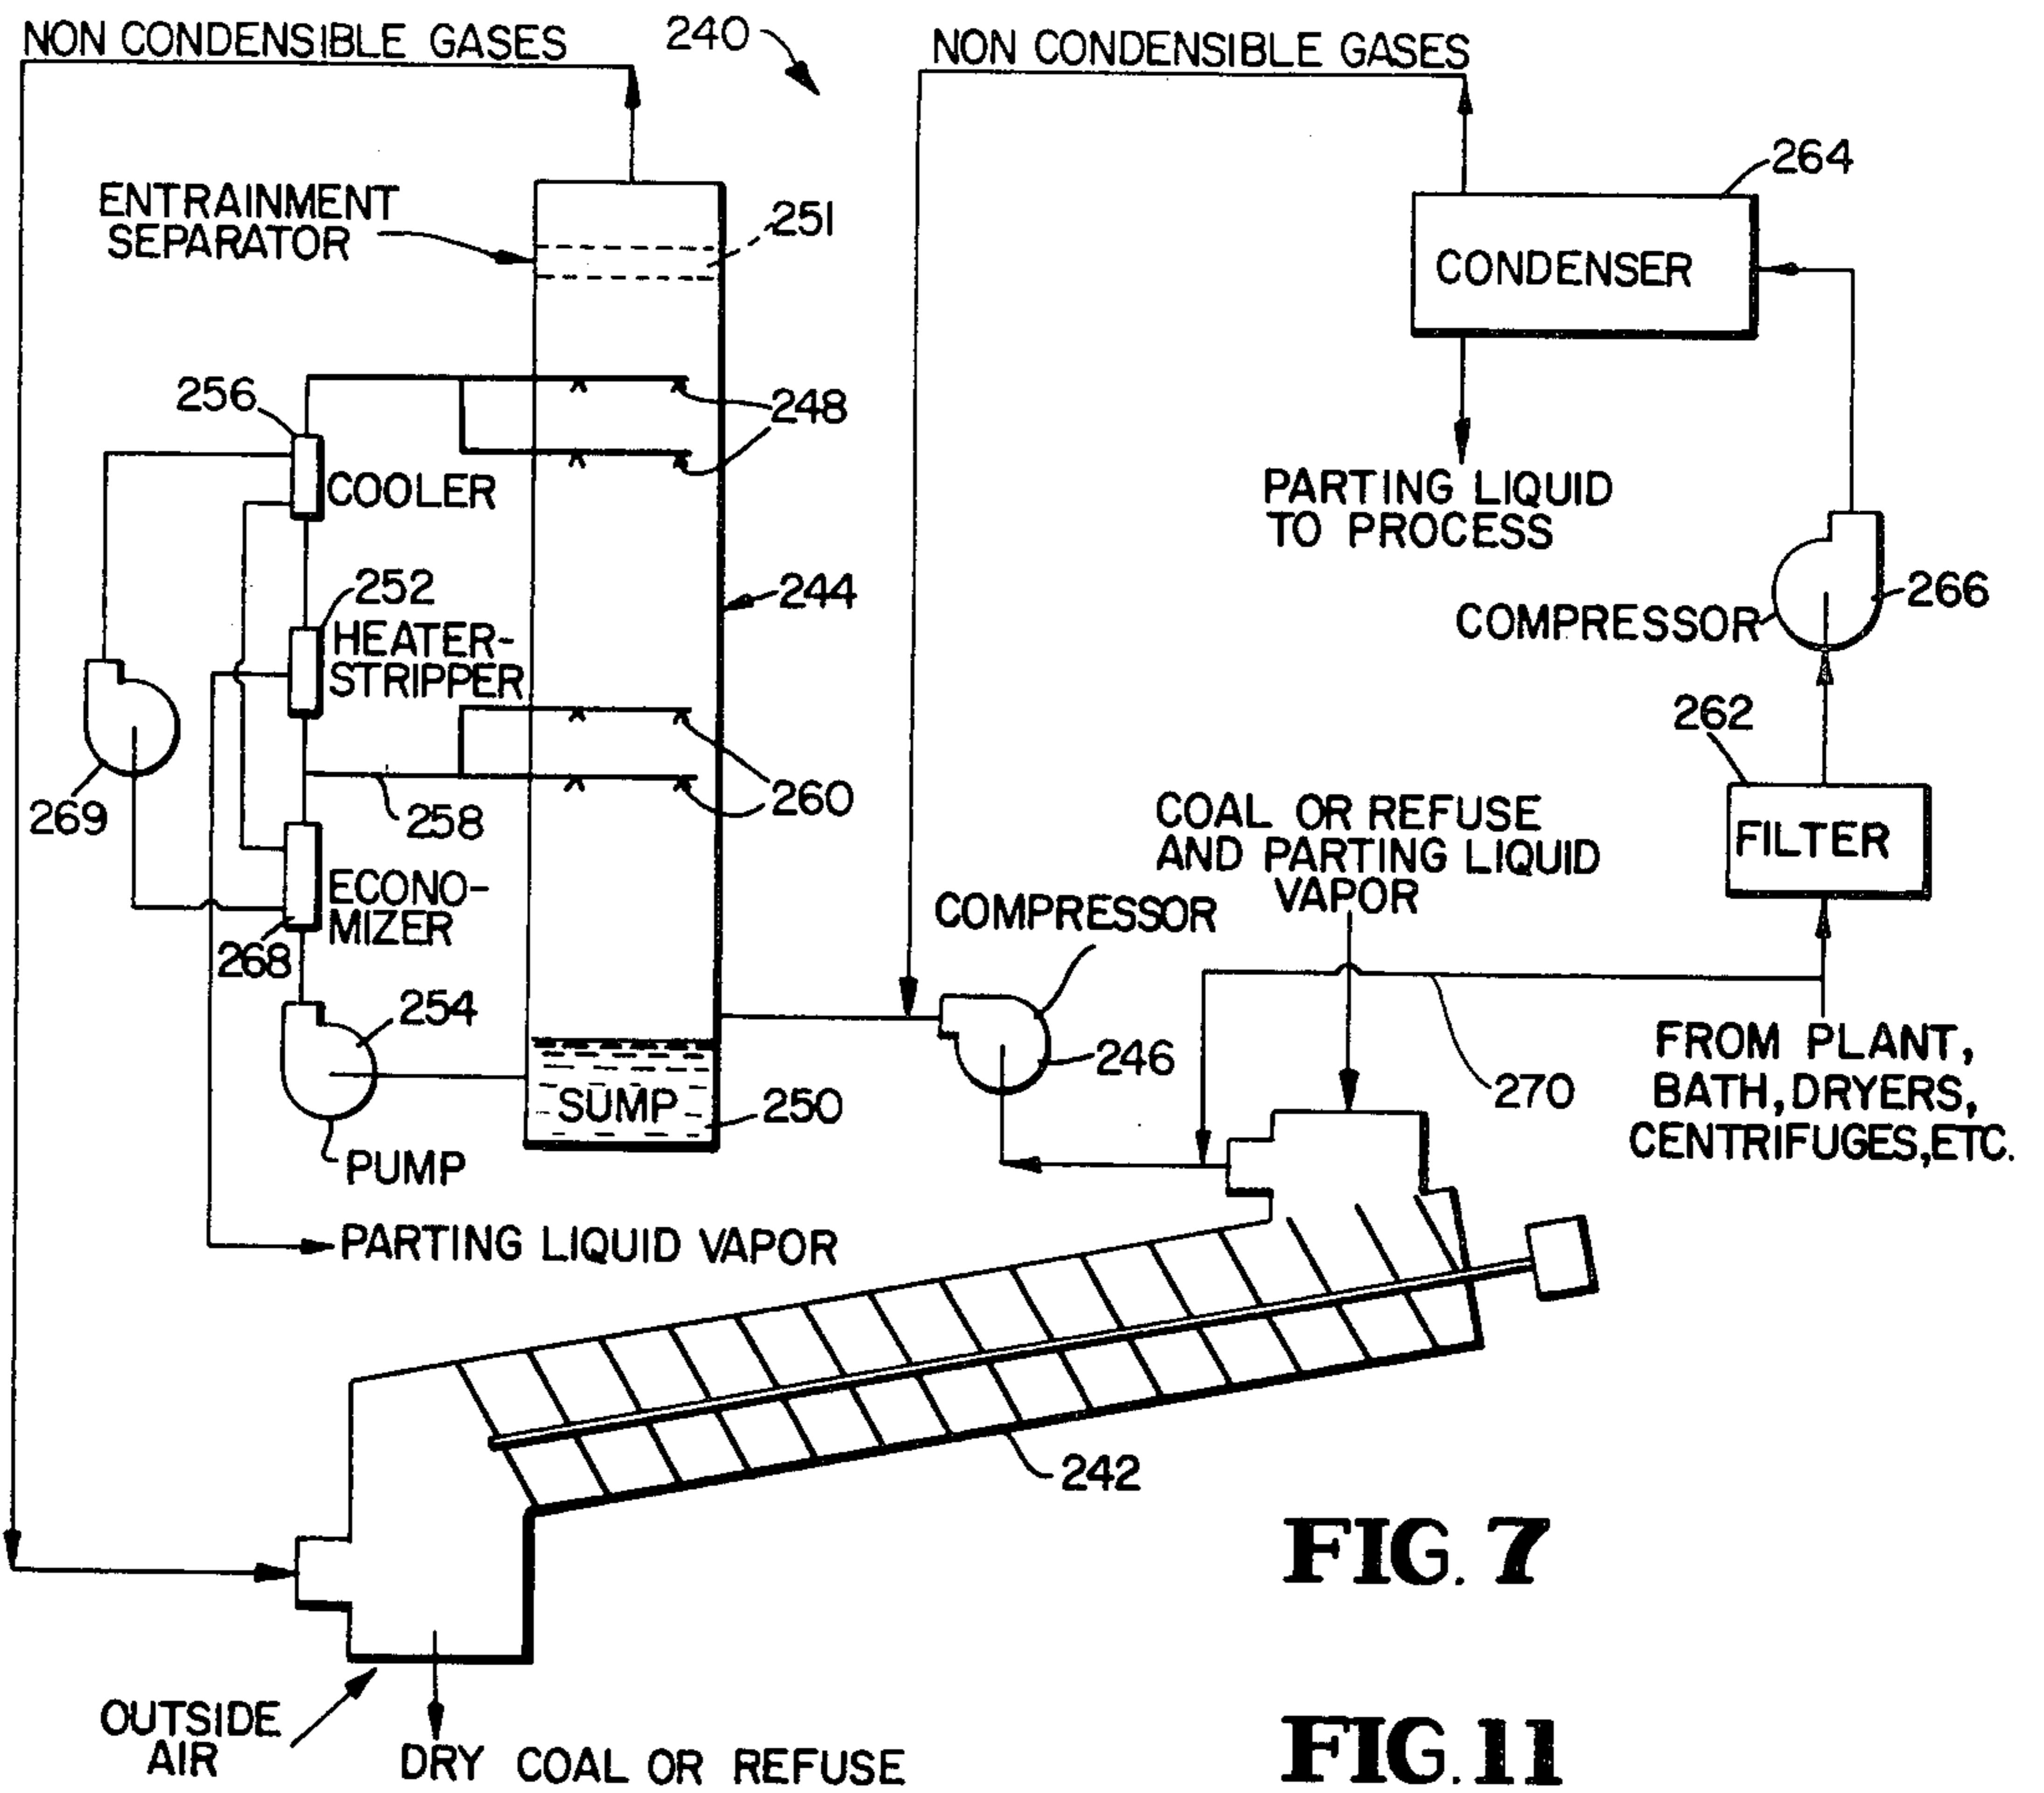 NON CONDENSIBLE GASES
240
NON CONDENSIBLE GASES
264
ENTRAINMENT
SEPARATOR
251
CONDENSER
256
248
COOLER
PARTING LIQUID
TO PROCESS
252
244
266
HEATER-
STRIPPER
COMPRESSOR
262
269
258
260
COAL OR REFUSE
AND PARTING LIQUID
VAPOR
FILTER
ECONO-
MIZER
COMPRESSOR
268
254
246
FROM PLANT,
BATH, DRYERS,
CENTRIFUGES, ETC.
270
SUMP
250
PUMP
PARTING LIQUID VAPOR
242
FIG. 7
OUTSIDE
AIR
DRY COAL OR REFUSE
FIG. 11